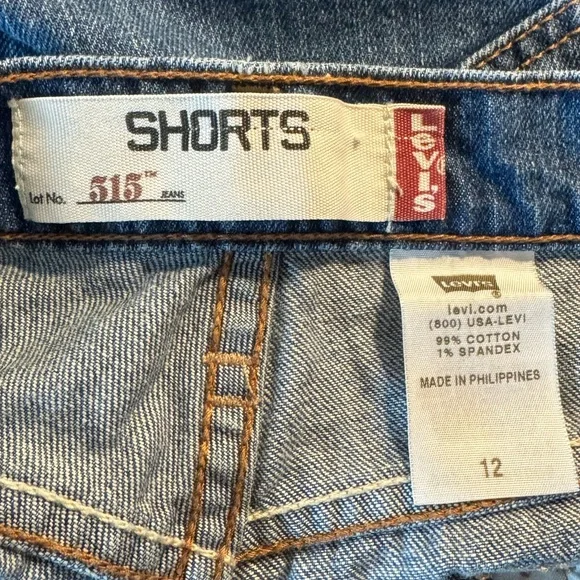 SHORTS
Lot No. 515™ JEANS
Levi's
LEVI'S ®
levi.com
(800) USA-LEVI
99% COTTON
1% SPANDEX
MADE IN PHILIPPINES
12